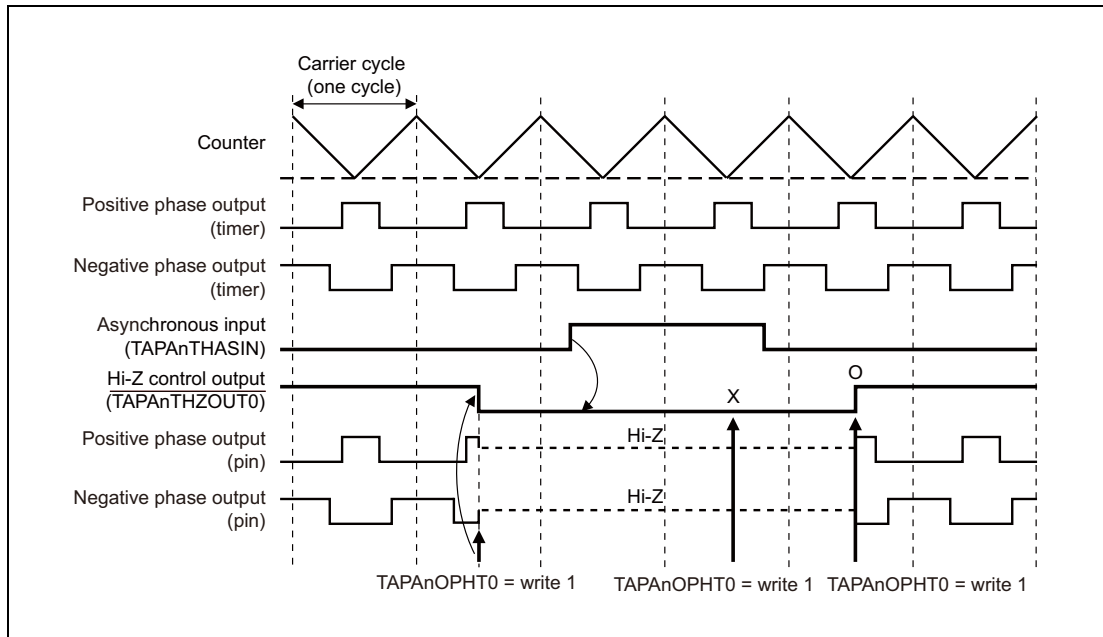 Carrier cycle
(one cycle)
Counter
Positive phase output
(timer)
Negative phase output
(timer)
Asynchronous input
(TAPAnTHASIN)
Hi-Z control output
(TAPAnTHZOUT0)
X
O
Positive phase output
(pin)
Hi-Z
Negative phase output
(pin)
Hi-Z
TAPAnOPHT0 = write 1
TAPAnOPHT0 = write 1
TAPAnOPHT0 = write 1